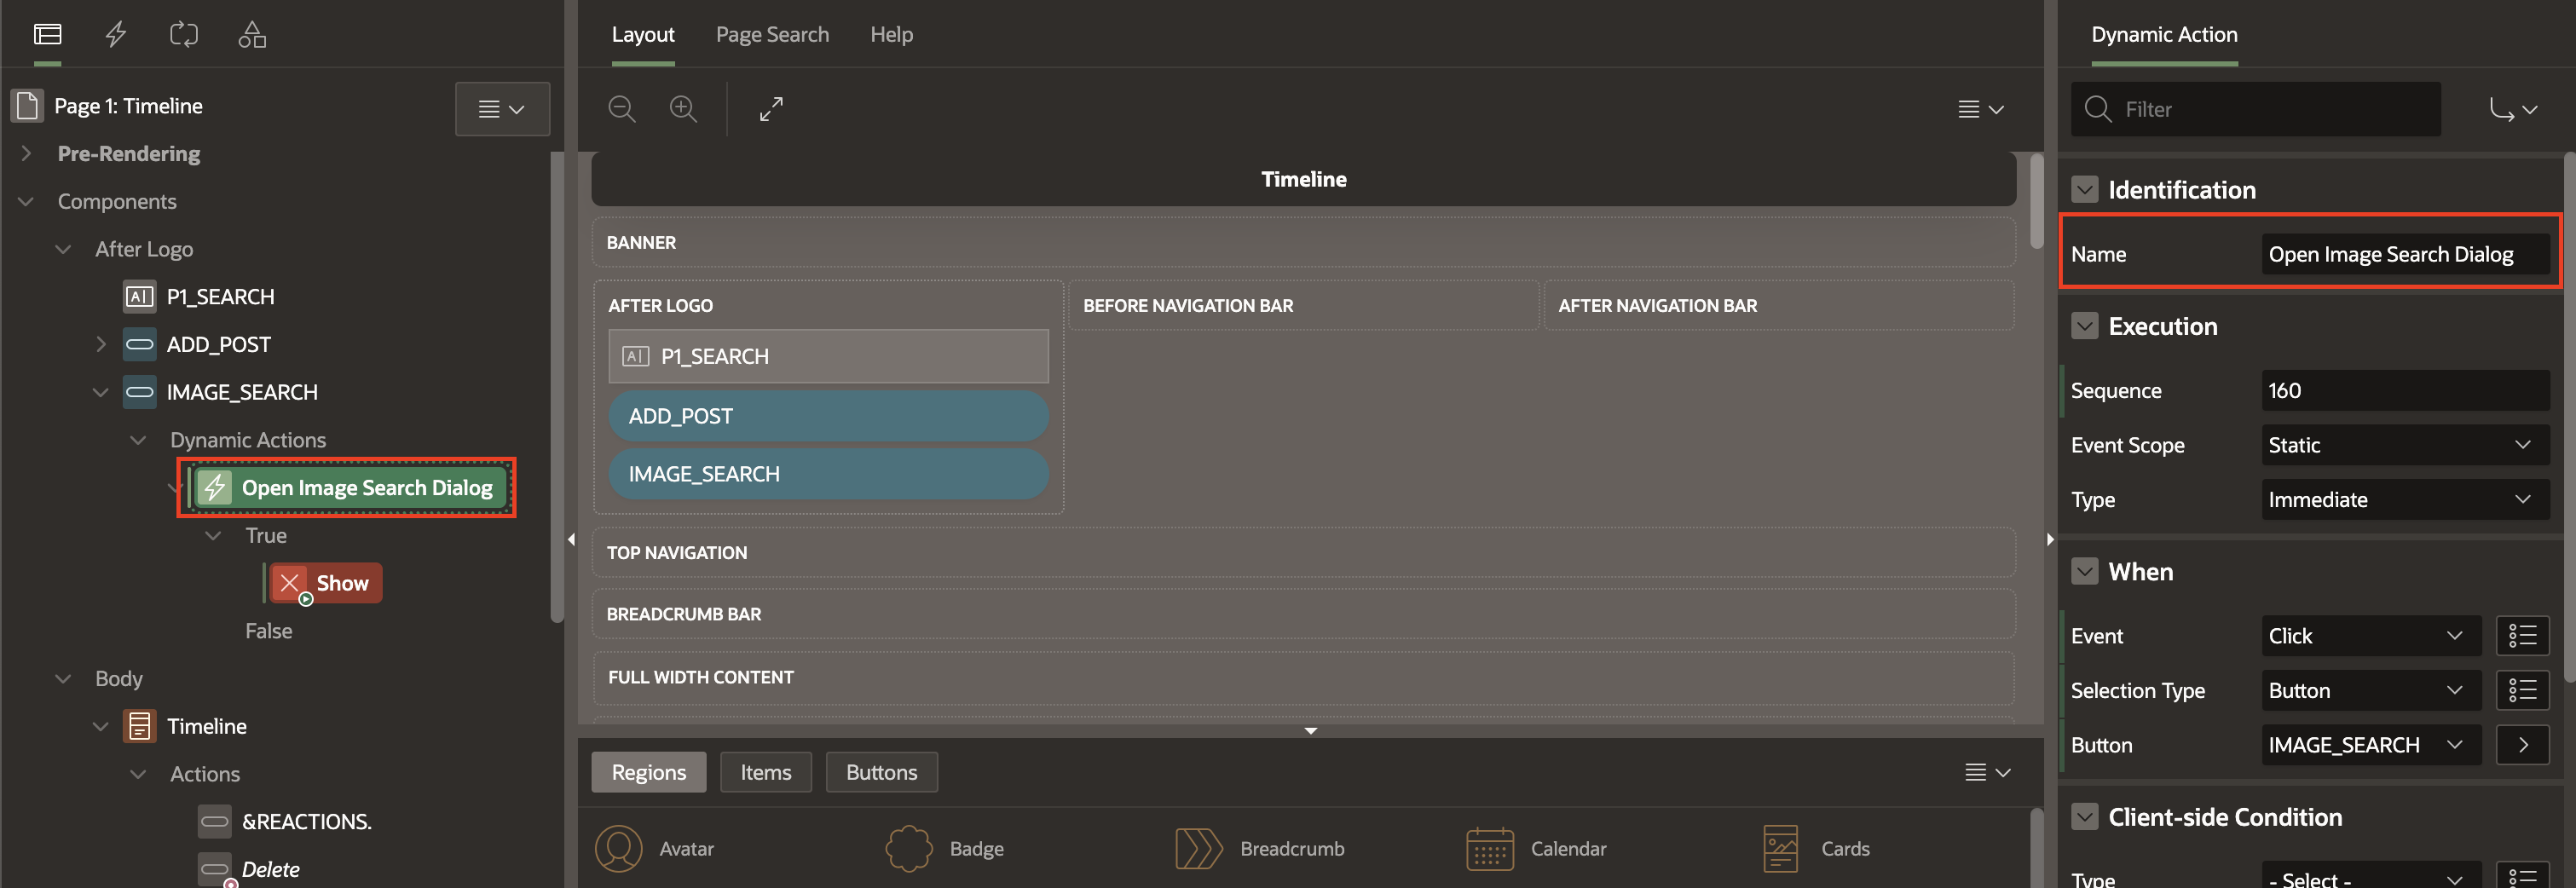 Page 1: Timeline
Pre-Rendering
Components
After Logo
P1_SEARCH
ADD_POST
IMAGE_SEARCH
Dynamic Actions
Open Image Search Dialog
True
Show
False
Body
Timeline
Actions
&REACTIONS.
Delete
Layout
Page Search
Help
Timeline
BANNER
AFTER LOGO
P1_SEARCH
ADD_POST
IMAGE_SEARCH
BEFORE NAVIGATION BAR
AFTER NAVIGATION BAR
TOP NAVIGATION
BREADCRUMB BAR
FULL WIDTH CONTENT
Regions
Items
Buttons
Avatar
Badge
Breadcrumb
Calendar
Cards
Dynamic Action
Filter
Identification
Name Open Image Search Dialog
Execution
Sequence 160
Event Scope Static
Type Immediate
When
Event Click
Selection Type Button
Button IMAGE_SEARCH
Client-side Condition
Type - Select -